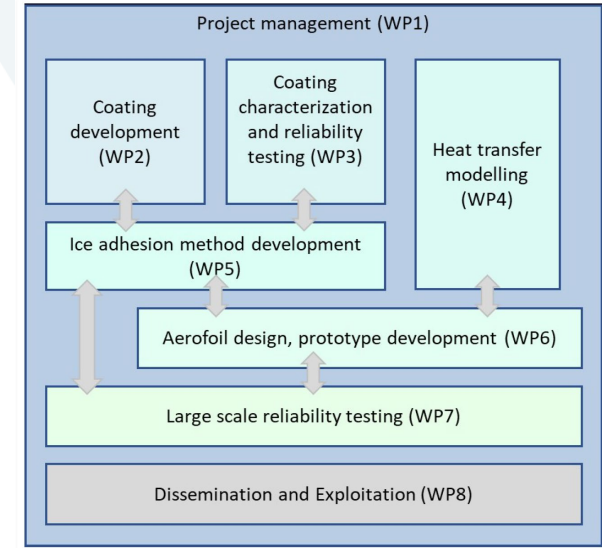 Project management (WP1)
Coating
development
(WP2)
Coating
characterization
and reliability
testing (WP3)
Heat transfer
modelling
(WP4)
Ice adhesion method development
(WP5)
Aerofoil design, prototype development (WP6)
Large scale reliability testing (WP7)
Dissemination and Exploitation (WP8)